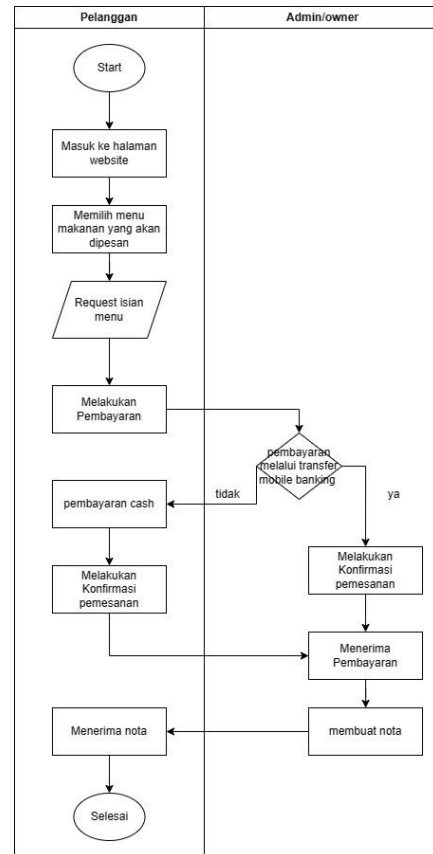 Pelanggan
Admin/owner
Start
Masuk ke halaman
website
Memilih menu
makanan yang akan
dipesan
Request isian
menu
Melakukan
Pembayaran
pembayaran
melalui transfer
mobile banking
tidak
ya
pembayaran cash
Melakukan
Konfirmasi
pemesanan
Melakukan
Konfirmasi
pemesanan
Menerima
Pembayaran
Menerima nota
membuat nota
Selesai